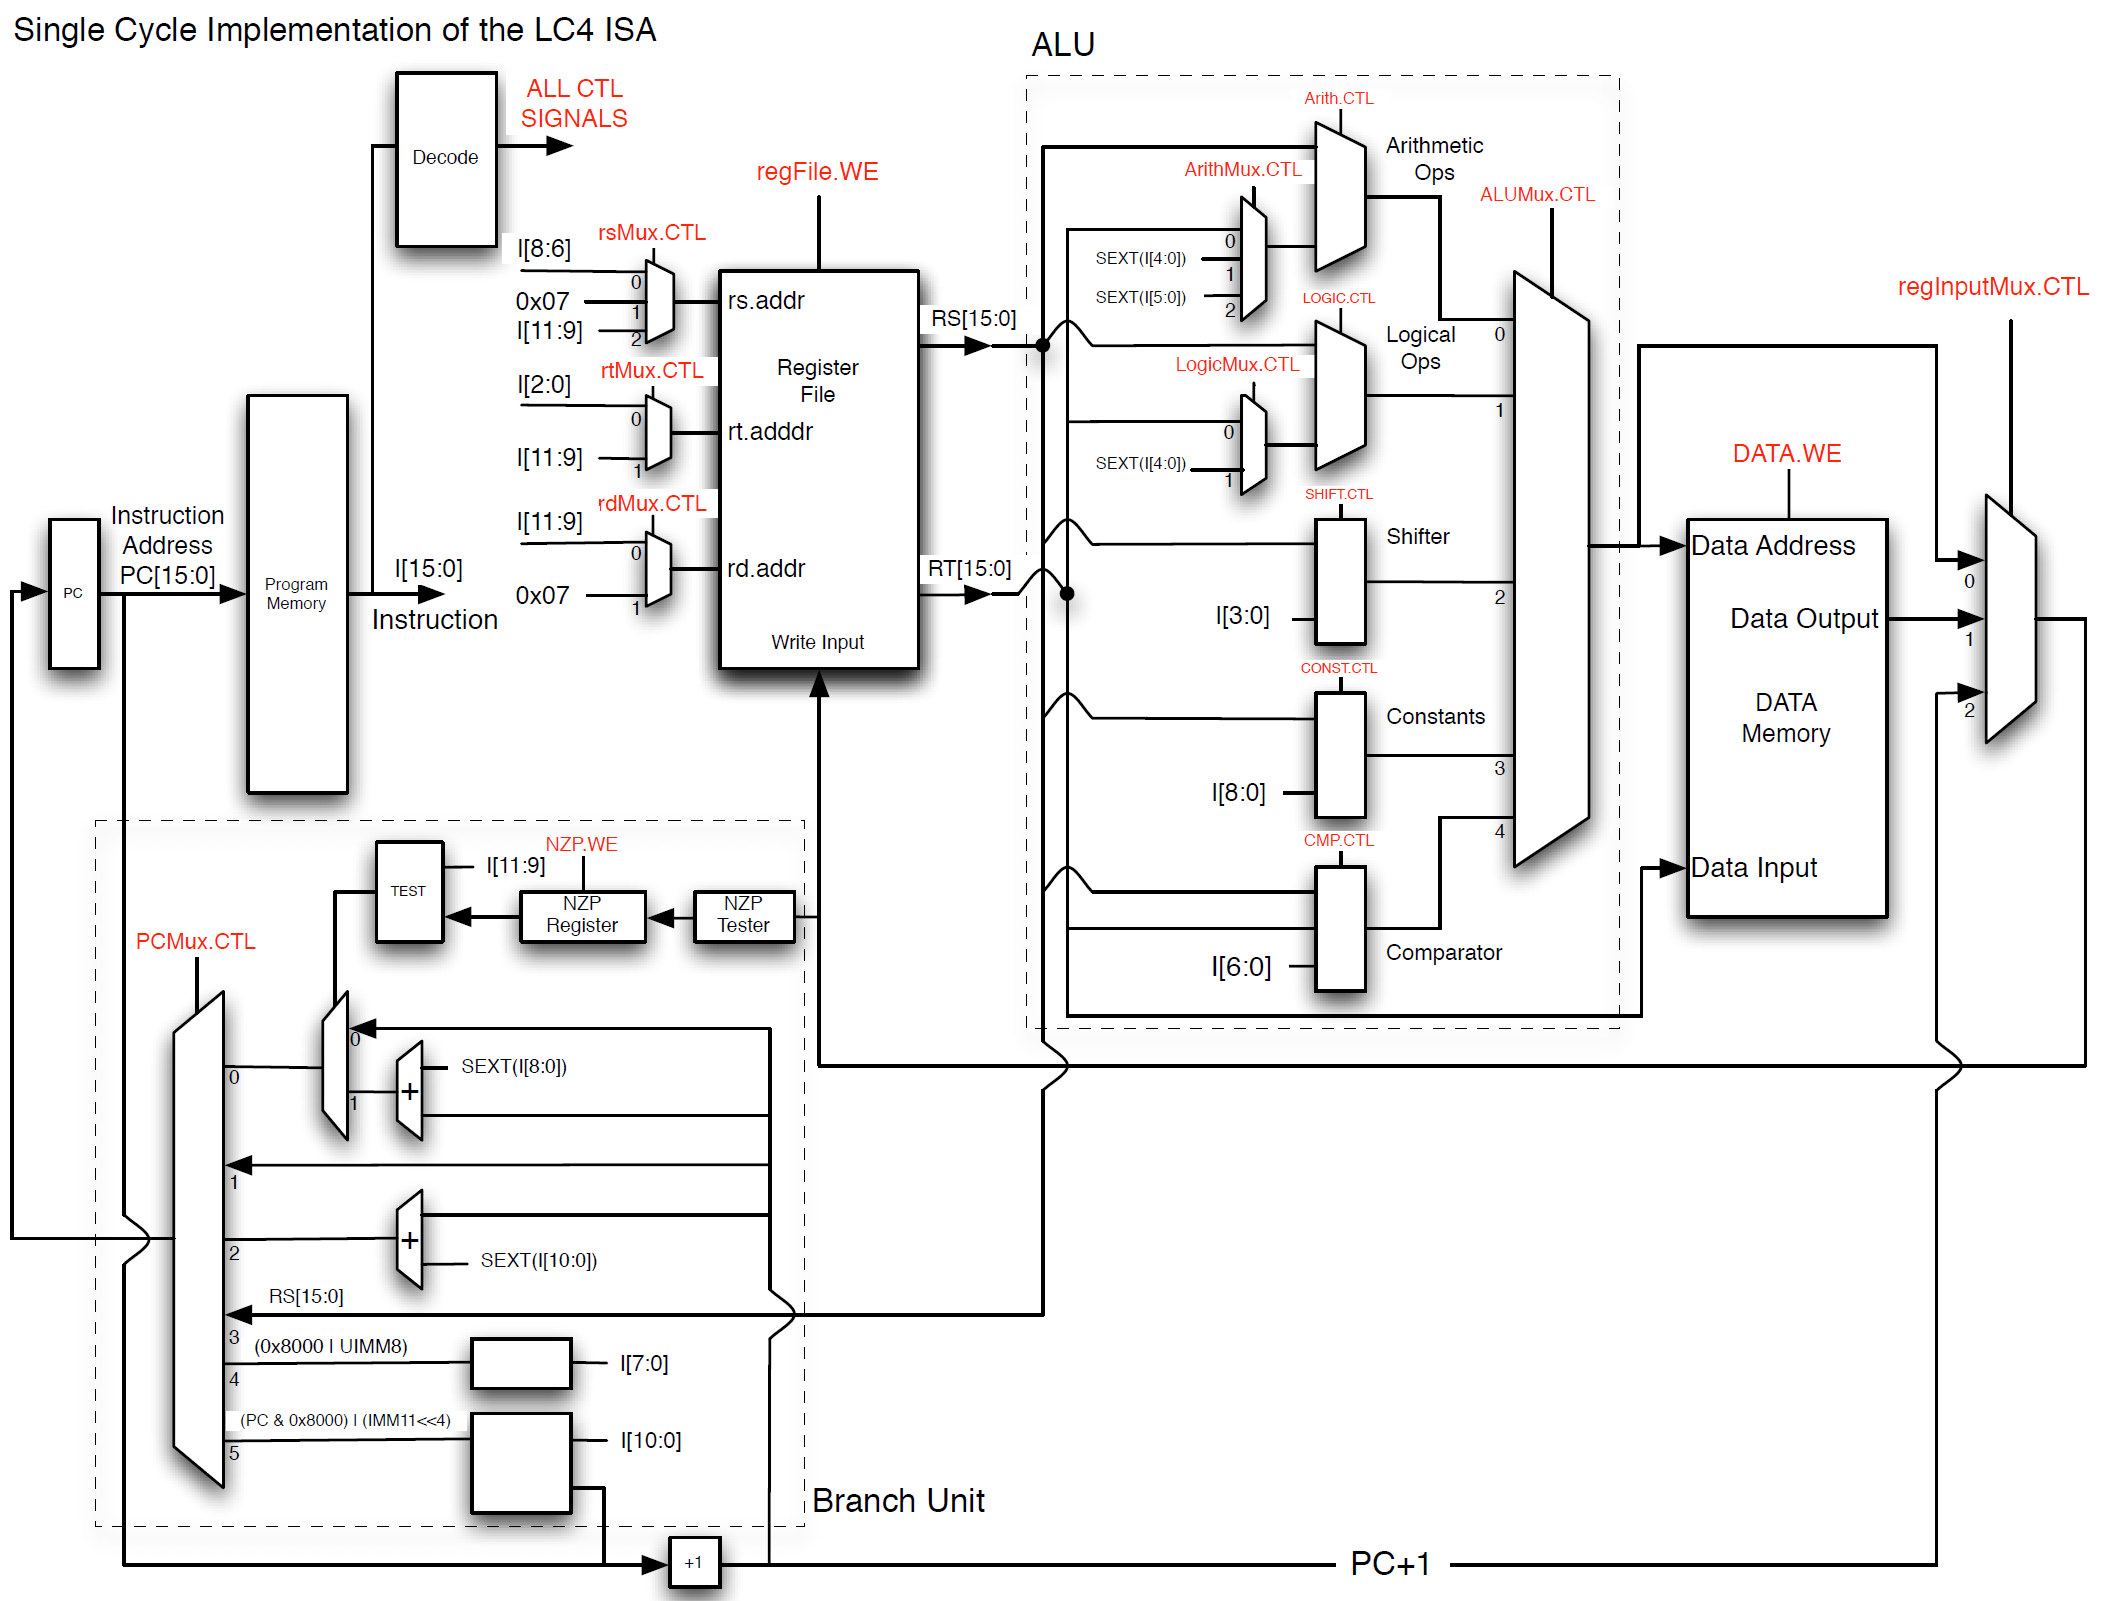 Single Cycle Implementation of the LC4 ISA
ALU
ALL CTL
SIGNALS
Decode
regFile.WE
rsMux.CTL
I[8:6]
0
0x07
1
I[11:9]
2
rtMux.CTL
I[2:0]
0
I[11:9]
1
rdMux.CTL
I[11:9]
0
0x07
1
rs.addr
Register
File
rt.adddr
rd.addr
Write Input
RS[15:0]
RT[15:0]
PC
Instruction
Address
PC[15:0]
Program
Memory
I[15:0]
Instruction
Arith.CTL
Arithmetic
Ops
ArithMux.CTL
0
SEXT(I[4:0])
1
SEXT(I[5:0])
2
LOGIC.CTL
Logical
Ops
LogicMux.CTL
0
SEXT(I[4:0])
1
SHIFT.CTL
Shifter
I[3:0]
CONST.CTL
Constants
I[8:0]
CMP.CTL
I[6:0]
Comparator
ALUMux.CTL
0
1
2
3
4
DATA.WE
Data Address
Data Output
DATA
Memory
Data Input
regInputMux.CTL
0
1
2
NZP.WE
TEST
I[11:9]
NZP
Register
NZP
Tester
PCMux.CTL
0
SEXT(I[8:0])
0
+
1
1
+
2
SEXT(I[10:0])
RS[15:0]
3
(0x8000 | UIMM8)
I[7:0]
4
(PC & 0x8000) | (IMM11<<4)
I[10:0]
5
Branch Unit
+1
PC+1